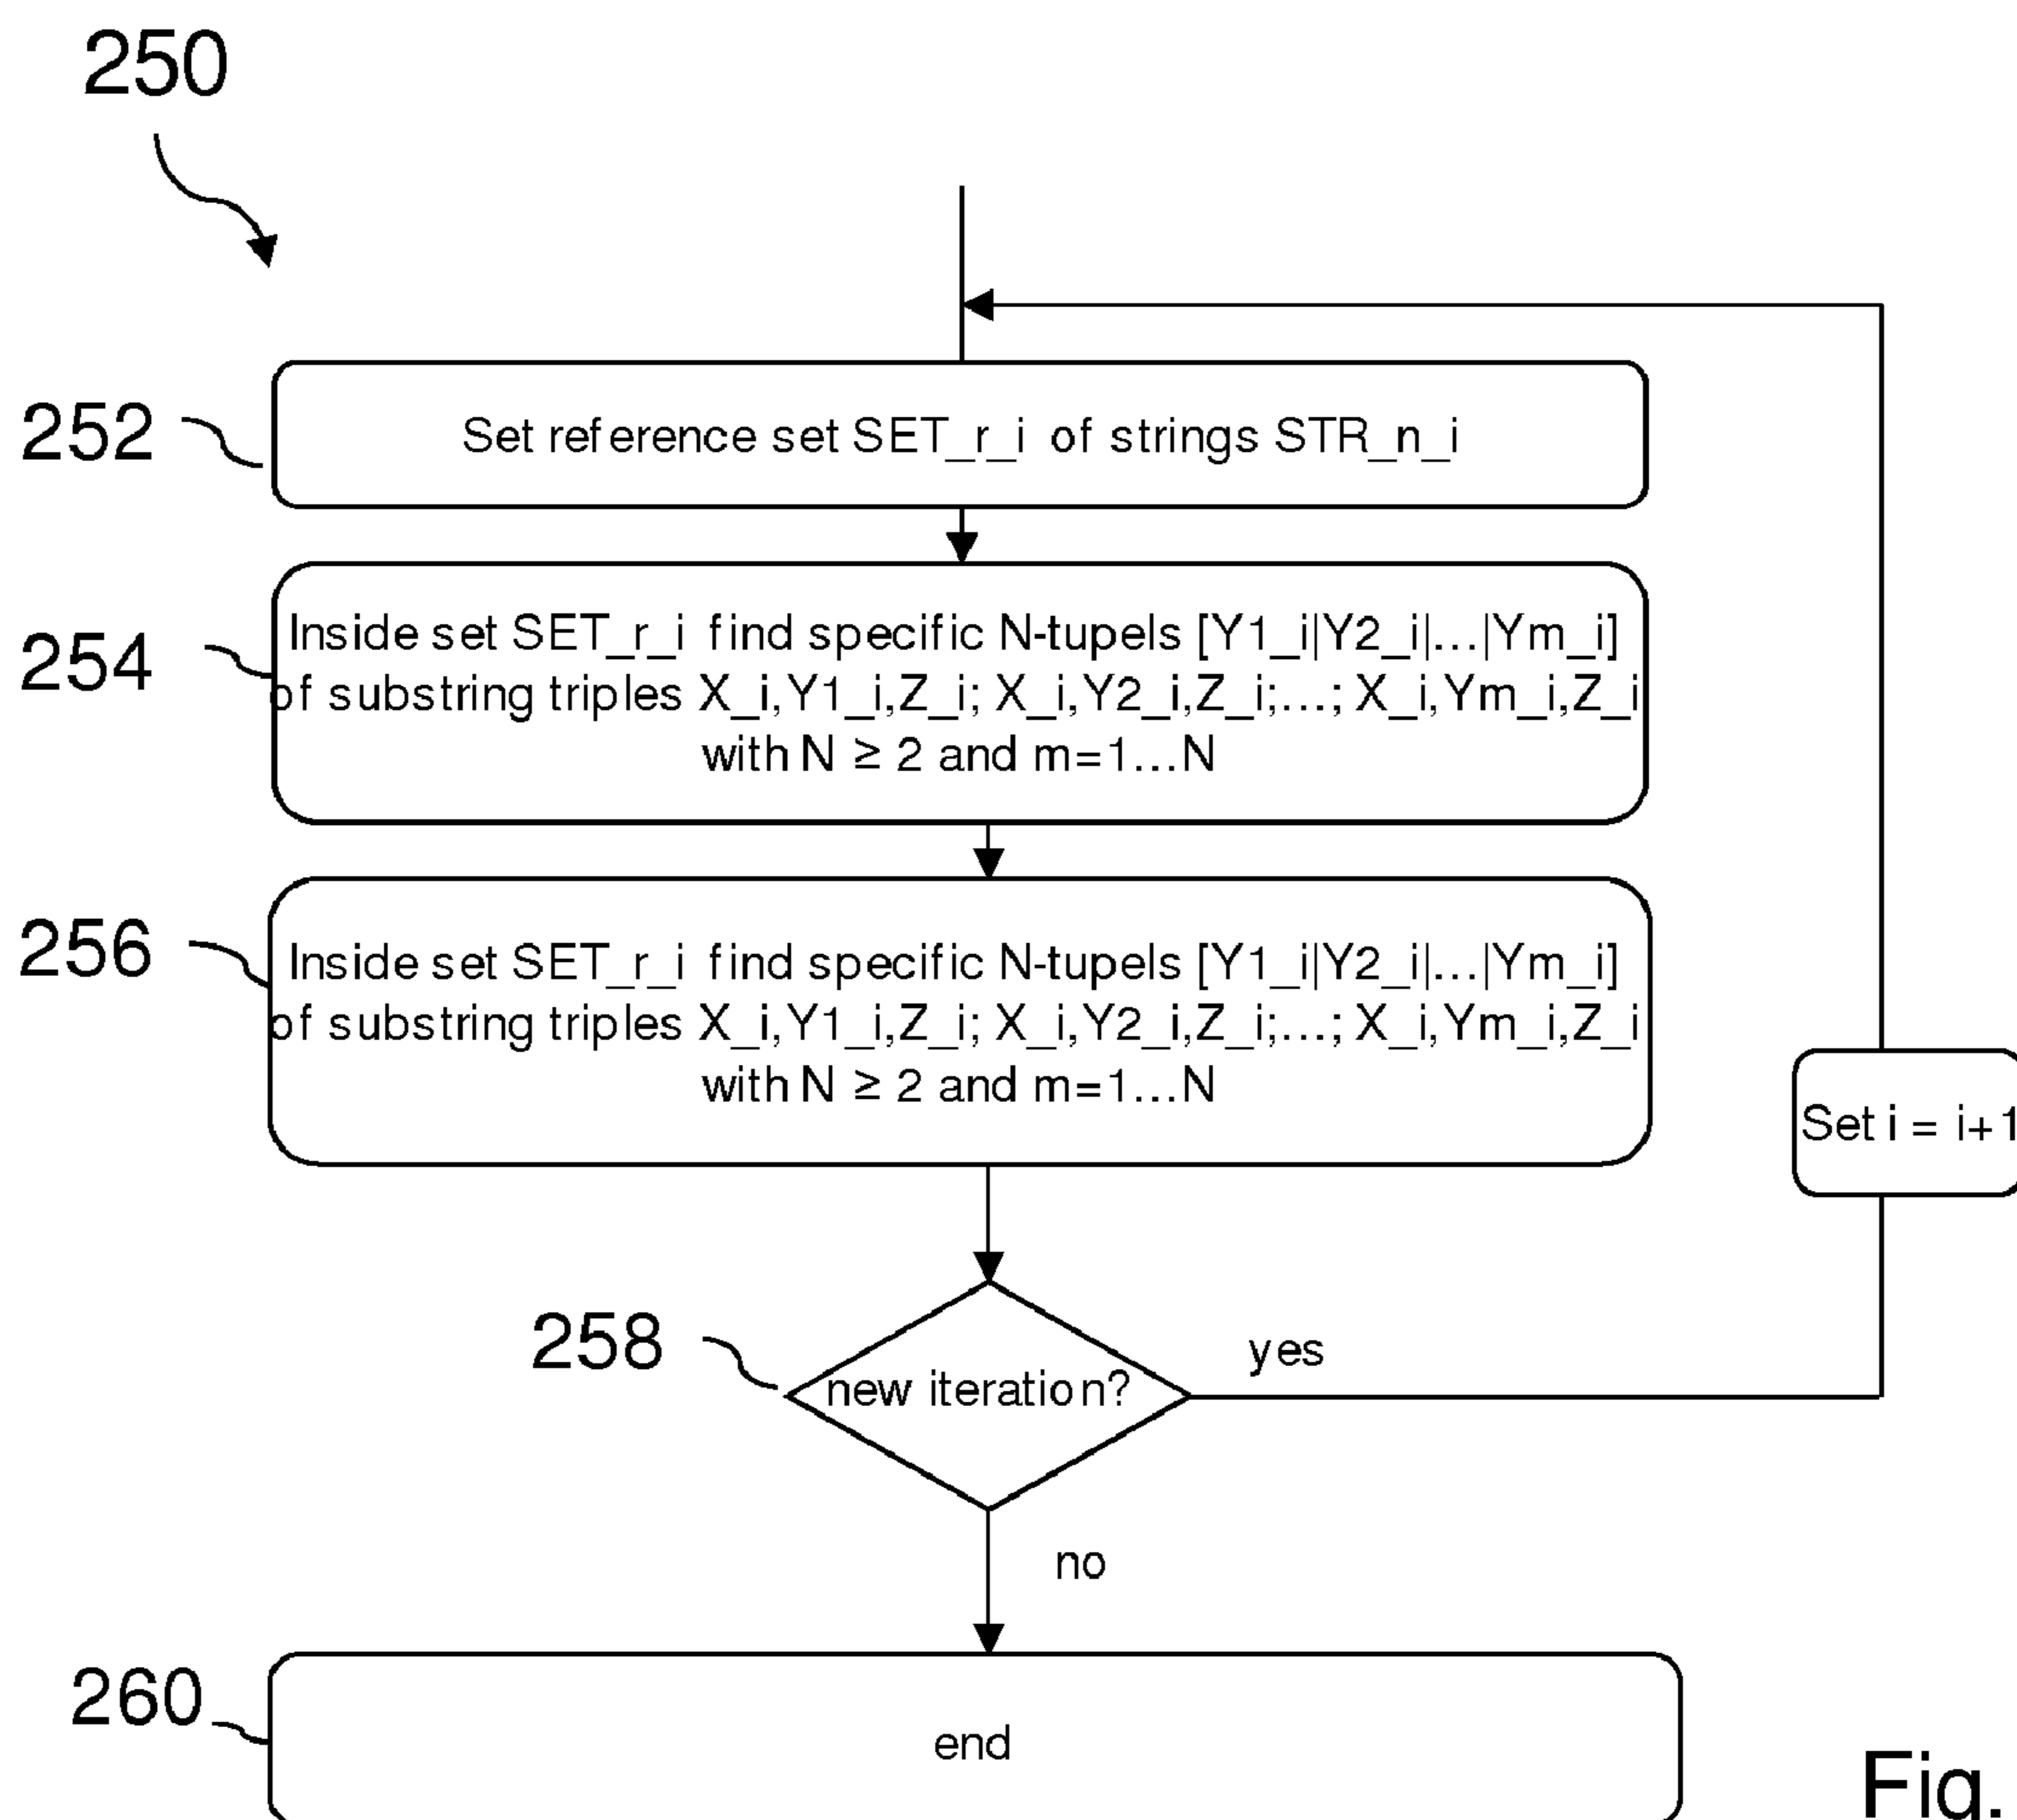 250
252
Set reference set SET_r_i of strings STR_n_i
254
Inside set SET_r_i find specific N-tupels [Y1_i|Y2_i|...|Ym_i]
of substring triples X_i,Y1_i,Z_i; X_i,Y2_i,Z_i;...; X_i,Ym_i,Z_i
with N ≥ 2 and m=1...N
256
Inside set SET_r_i find specific N-tupels [Y1_i|Y2_i|...|Ym_i]
of substring triples X_i,Y1_i,Z_i; X_i,Y2_i,Z_i;...; X_i,Ym_i,Z_i
with N ≥ 2 and m=1...N
Set i = i+1
258
new iteration?
yes
no
260
end
Fig.